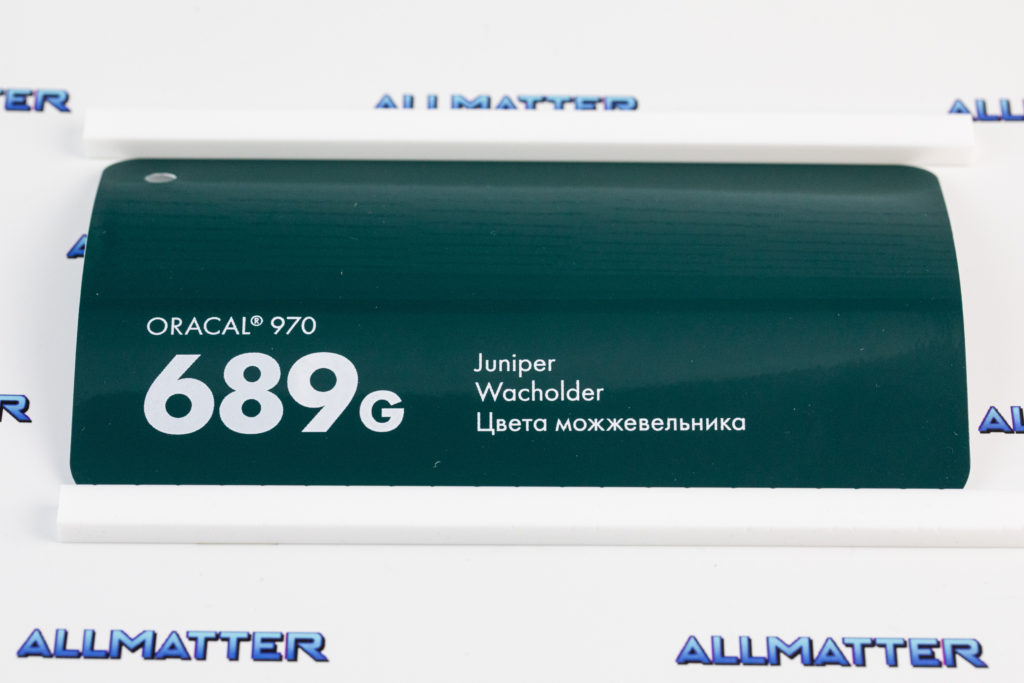 ALLMATTER
ORACAL® 970
689G
Juniper
Wacholder
Цвета можжевельника
ALLMATTER
ALLMATTER